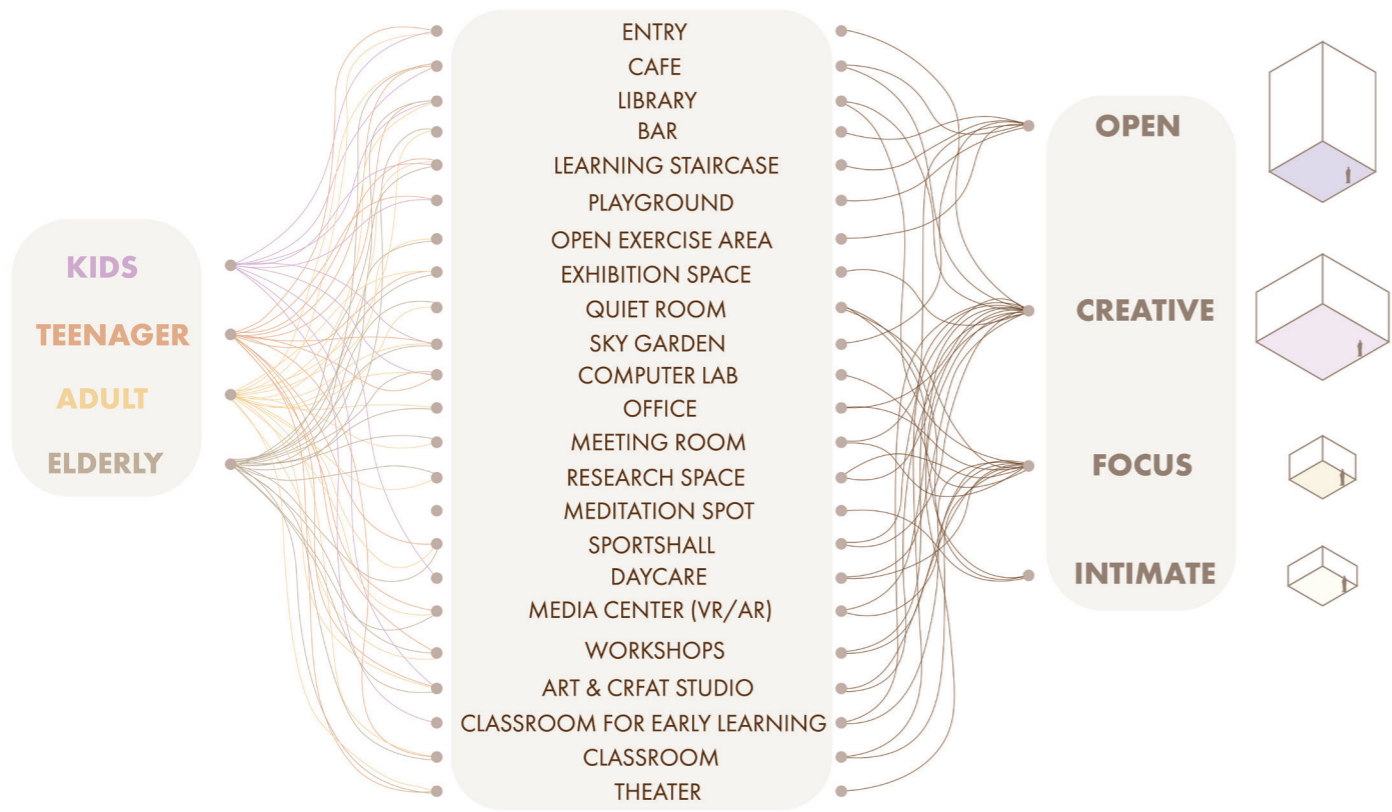 KIDS
TEENAGER
ADULT
ELDERLY
ENTRY
CAFE
LIBRARY
BAR
LEARNING STAIRCASE
PLAYGROUND
OPEN EXERCISE AREA
EXHIBITION SPACE
QUIET ROOM
SKY GARDEN
COMPUTER LAB
OFFICE
MEETING ROOM
RESEARCH SPACE
MEDITATION SPOT
SPORTSHALL
DAYCARE
MEDIA CENTER (VR/AR)
WORKSHOPS
ART & CRFAT STUDIO
CLASSROOM FOR EARLY LEARNING
CLASSROOM
THEATER
OPEN
CREATIVE
FOCUS
INTIMATE